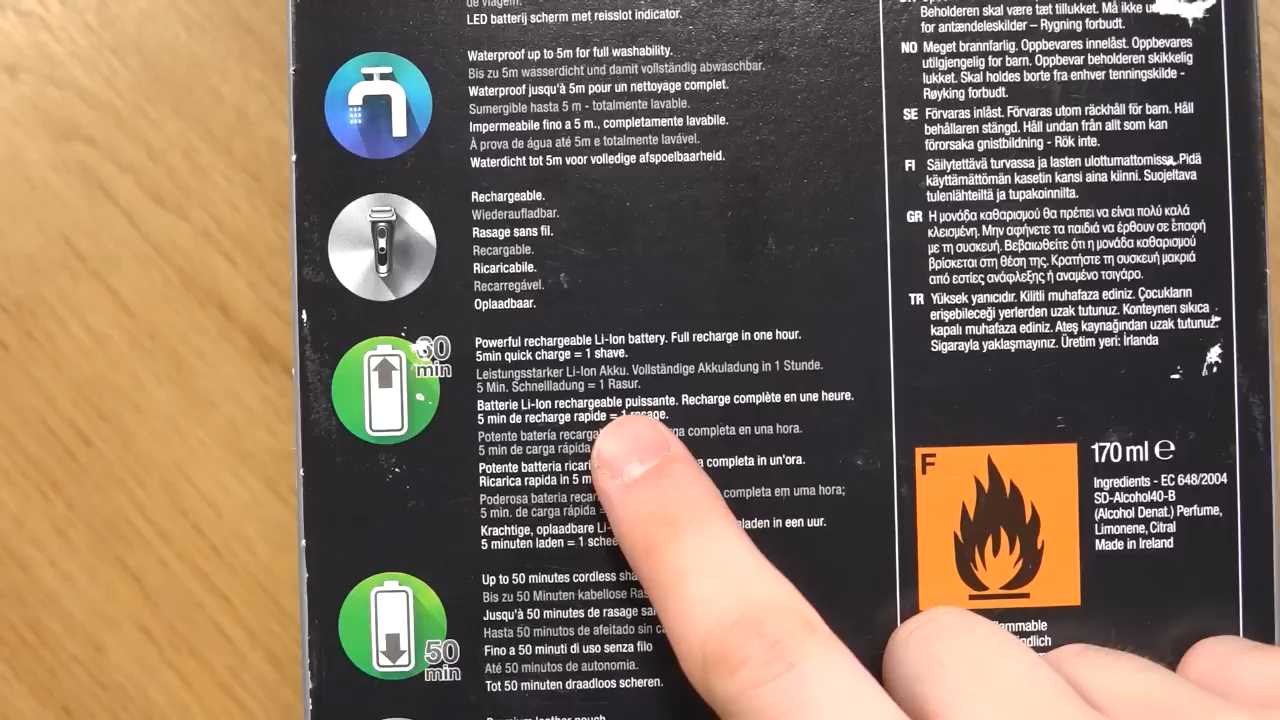 LED batterij scherm met reisslot indicator.
Waterproof up to 5m for full washability.
Bis zu 5m wasserdicht und damit vollständig abwaschbar.
Waterproof jusqu'à 5m pour un nettoyage complet.
Sumergible hasta 5 m - totalmente lavable.
Impermeabile fino a 5 m., completamente lavabile.
À prova de água até 5m e totalmente lavável.
Waterdicht tot 5m voor volledige afspoelbaarheid.
Rechargeable.
Wiederaufladbar.
Rasage sans fil.
Recargable.
Ricaricabile.
Recarregável.
Oplaadbaar.
60
min
Powerful rechargeable Li-Ion battery. Full recharge in one hour.
5min quick charge = 1 shave.
Leistungsstarker Li-Ion Akku. Vollständige Akkuladung in 1 Stunde.
5 Min. Schnellladung = 1 Rasur.
Batterie Li-Ion rechargeable puissante. Recharge complète en une heure.
5 min de recharge rapide = 1 rasage.
Potente batería completa en una hora.
5 min de carga rápida
Potente batteria completa in un'ora.
Ricarica rapida in 5
Poderosa bateria completa em uma hora;
5 min. de carga rápida =
Krachtige, oplaadbare in een uur.
5 minuten laden = 1
50
min
Up to 50 minutes cordless
Bis zu 50 Minuten kabellose
Jusqu'à 50 minutes de rasage
Hasta 50 minutos de afeitado sin
Fino a 50 minuti di uso senza filo
Até 50 minutos de autonomia.
Tot 50 minuten draadloos scheren.
Premium leather pouch
Beholderen skal være tæt tillukket. Må ikke
for antændeleskilder – Rygning forbudt.
NO Meget brannfarlig. Oppbevares innelåst. Oppbevares
utilgjengelig for barn. Oppbevar beholderen skikkelig
lukket. Skal holdes borte fra enhver tenningskilde -
Røyking forbudt.
SE Förvaras inlåst. Förvaras utom räckhåll för barn. Håll
behållaren stängd. Håll undan från allt som kan
förorsaka gnistbildning - Rök inte.
FI Säilytettävä turvassa ja lasten ulottumattomissa. Pidä
käyttämättömän kasetin kansi aina kiinni. Suojeltava
tulenlähteiltä ja tupakoinnilta.
GR Η μονάδα καθαρισμού θα πρέπει να είναι πολύ καλά
κλεισμένη. Μην αφήνετε τα παιδιά να έρθουν σε επαφή
με τη συσκευή. Βεβαιωθείτε ότι η μονάδα καθαρισμού
βρίσκεται στη θέση της. Κρατήστε τη συσκευή μακριά
από εστίες ανάφλεξης ή αναμένο τσιγάρο.
TR Yüksek yanıcıdır. Kilitli muhafaza ediniz. Çocukların
erişebileceği yerlerden uzak tutunuz. Konteynen sıkıca
kapalı muhafaza ediniz. Ateş kaynağından uzak tutunuz.
Sigarayla yaklaşmayınız. Üretim yeri: İrlanda
F
170 ml e
Ingredients - EC 648/2004
SD-Alcohol40-B
(Alcohol Denat.) Perfume,
Limonene, Citral
Made in Ireland